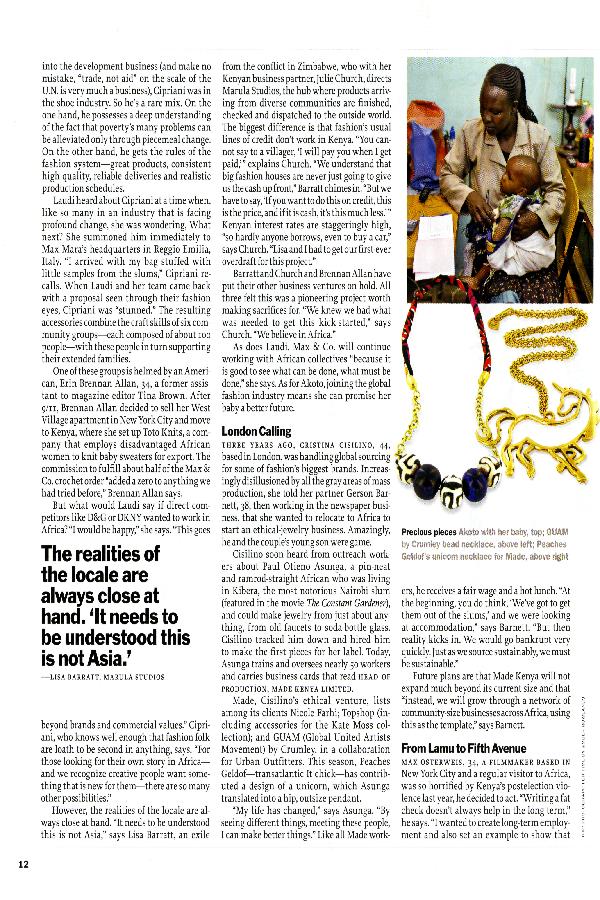 into the development business (and make no
mistake, "trade, not aid" on the scale of the
U.N. is very much a business), Cipriani was in
the shoe industry. So he's a rare mix. On the
one hand, he possesses a deep understanding
of the fact that poverty's many problems can
be alleviated only through piecemeal change.
On the other hand, he gets the rules of the
fashion system—great products, consistent
high quality, reliable deliveries and realistic
production schedules.
Laudi heard about Cipriani at a time when,
like so many in an industry that is facing
profound change, she was wondering, What
next? She summoned him immediately to
Max Mara's headquarters in Reggio Emilia,
Italy. "I arrived with my bag stuffed with
little samples from the slums," Cipriani re-
calls. When Laudi and her team came back
with a proposal seen through their fashion
eyes, Cipriani was "stunned." The resulting
accessories combine the craft skills of six com-
munity groups—each composed of about 100
people—with these people in turn supporting
their extended families.
One of these groups is helmed by an Ameri-
can, Erin Brennan Allan, 34, a former assis-
tant to magazine editor Tina Brown. After
9/11, Brennan Allan decided to sell her West
Village apartment in New York City and move
to Kenya, where she set up Toto Knits, a com-
pany that employs disadvantaged African
women to knit baby sweaters for export. The
commission to fulfill about half of the Max &
Co. crochet order "added a zero to anything we
had tried before," Brennan Allan says.
But what would Laudi say if direct com-
petitors like D&G or DKNY wanted to work in
Africa? "I would be happy," she says. "This goes
The realities of
the locale are
always close at
hand. 'It needs to
be understood this
is not Asia.'
—LISA BARRATT, MARULA STUDIOS
beyond brands and commercial values." Cipri-
ani, who knows well enough that fashion folk
are loath to be second in anything, says: "For
those looking for their own story in Africa—
and we recognize creative people want some-
thing that is new for them—there are so many
other possibilities."
However, the realities of the locale are al-
ways close at hand. "It needs to be understood
this is not Asia," says Lisa Barratt, an exile
from the conflict in Zimbabwe, who with her
Kenyan business partner, Julie Church, directs
Marula Studios, the hub where products arriv-
ing from diverse communities are finished,
checked and dispatched to the outside world.
The biggest difference is that fashion's usual
lines of credit don't work in Kenya. "You can-
not say to a villager, 'I will pay you when I get
paid,'" explains Church. "We understand that
big fashion houses are never just going to give
us the cash up front," Barratt chimes in. "But we
have to say, 'If you want to do this on credit, this
is the price, and if it is cash, it's this much less.'"
Kenyan interest rates are staggeringly high,
"so hardly anyone borrows, even to buy a car,"
says Church. "Lisa and I had to get our first ever
overdraft for this project."
Barratt and Church and Brennan Allan have
put their other business ventures on hold. All
three felt this was a pioneering project worth
making sacrifices for. "We knew we had what
was needed to get this kick-started," says
Church. "We believe in Africa."
As does Laudi. Max & Co. will continue
working with African collectives "because it
is good to see what can be done, what must be
done," she says. As for Akoto, joining the global
fashion industry means she can promise her
baby a better future.
London Calling
THREE YEARS AGO, CRISTINA CISILINO, 44,
based in London, was handling global sourcing
for some of fashion's biggest brands. Increas-
ingly disillusioned by all the gray areas of mass
production, she told her partner Gerson Bar-
nett, 38, then working in the newspaper busi-
ness, that she wanted to relocate to Africa to
start an ethical-jewelry business. Amazingly,
he and the couple's young son were game.
Cisilino soon heard from outreach work-
ers about Paul Otieno Asunga, a pin-neat
and ramrod-straight African who was living
in Kibera, the most notorious Nairobi slum
(featured in the movie The Constant Gardener),
and could make jewelry from just about any-
thing, from old faucets to soda-bottle glass.
Cisilino tracked him down and hired him
to make the first pieces for her label. Today,
Asunga trains and oversees nearly 50 workers
and carries business cards that read HEAD OF
PRODUCTION, MADE KENYA LIMITED.
Made, Cisilino's ethical venture, lists
among its clients Nicole Farhi; Topshop (in-
cluding accessories for the Kate Moss col-
lection); and GUAM (Global United Artists
Movement) by Crumley, in a collaboration
for Urban Outfitters. This season, Peaches
Geldof—transatlantic It chick—has contrib-
uted a design of a unicorn, which Asunga
translated into a hip, outsize pendant.
"My life has changed," says Asunga. "By
seeing different things, meeting these people,
I can make better things." Like all Made work-
Precious pieces Akoto with her baby, top; GUAM
by Crumley bead necklace, above left; Peaches
Geldof's unicorn necklace for Made, above right
ers, he receives a fair wage and a hot lunch. "At
the beginning, you do think, 'We've got to get
them out of the slums,' and we were looking
at accommodation," says Barnett. "But then
reality kicks in. We would go bankrupt very
quickly. Just as we source sustainably, we must
be sustainable."
Future plans are that Made Kenya will not
expand much beyond its current size and that
"instead, we will grow through a network of
community-size businesses across Africa, using
this as the template," says Barnett.
From Lamu to Fifth Avenue
MAX OSTERWEIS, 34, A FILMMAKER BASED IN
New York City and a regular visitor to Africa,
was so horrified by Kenya's postelection vio-
lence last year, he decided to act. "Writing a fat
check doesn't always help in the long term,"
he says. "I wanted to create long-term employ-
ment and also set an example to show that
12